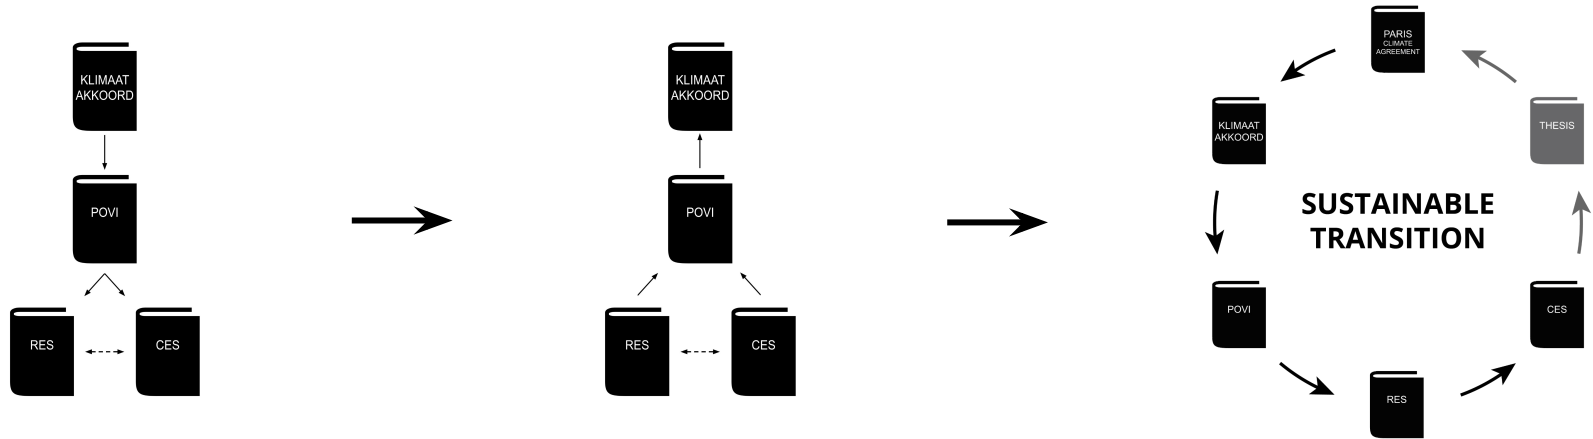 KLIMAAT
AKKOORD
POVI
RES
CES
KLIMAAT
AKKOORD
POVI
RES
CES
PARIS
CLIMATE
AGREEMENT
KLIMAAT
AKKOORD
THESIS
SUSTAINABLE
TRANSITION
POVI
CES
RES